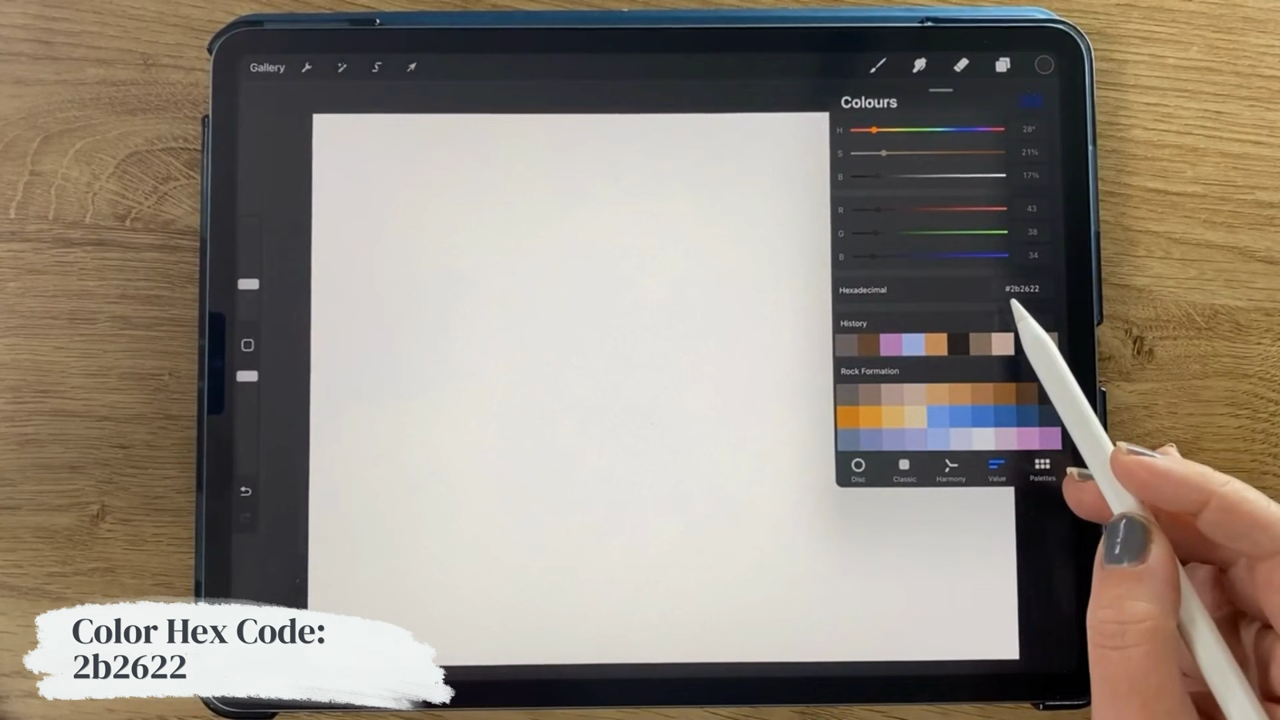 Gallery
Colours
H 28°
S 21%
B 17%
R 43
G 38
B 34
Hexadecimal #2b2622
History
Rock Formation
Disc Classic Harmony Value Palettes
Color Hex Code:
2b2622